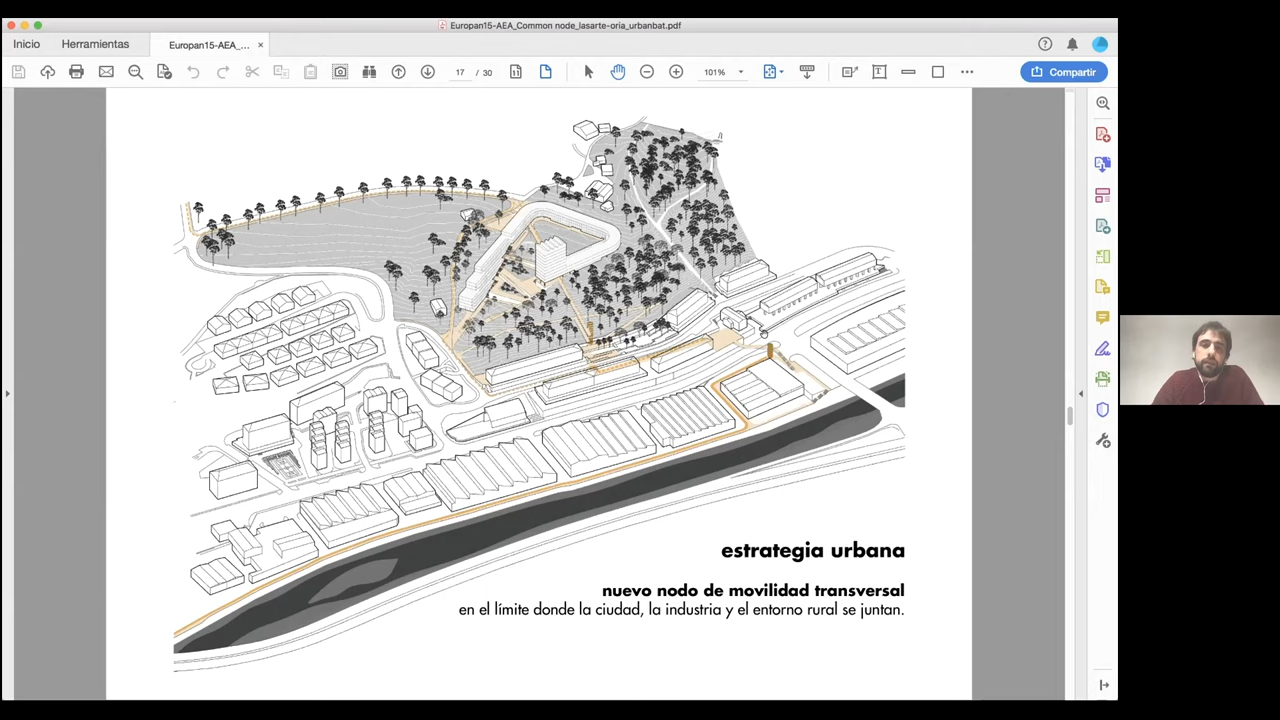 Europan15-AEA_Common node_lasarte-oria_urbanbat.pdf
Inicio
Herramientas
Europan15-AEA_...
17 / 30
101%
Compartir
estrategia urbana
nuevo nodo de movilidad transversal
en el límite donde la ciudad, la industria y el entorno rural se juntan.